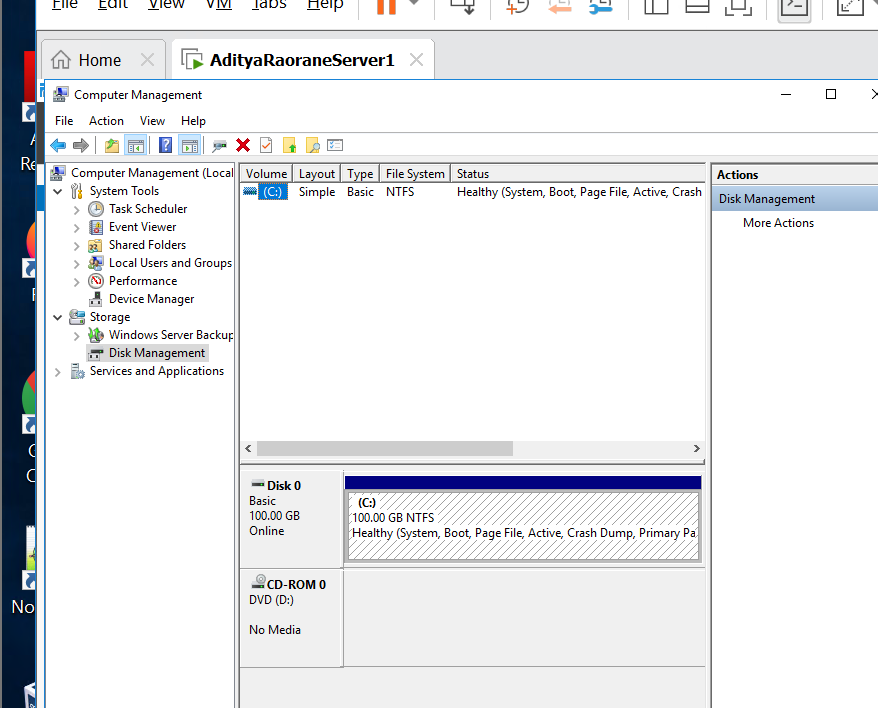 File Edit View VM Tabs Help
Home
AdityaRaoraneServer1
Computer Management
File Action View Help
Computer Management (Local
System Tools
Task Scheduler
Event Viewer
Shared Folders
Local Users and Groups
Performance
Device Manager
Storage
Windows Server Backup
Disk Management
Services and Applications
Volume Layout Type File System Status
(C:) Simple Basic NTFS Healthy (System, Boot, Page File, Active, Crash
Actions
Disk Management
More Actions
Disk 0
Basic
100.00 GB
Online
(C:)
100.00 GB NTFS
Healthy (System, Boot, Page File, Active, Crash Dump, Primary Pa
CD-ROM 0
DVD (D:)
No Media
Re
No